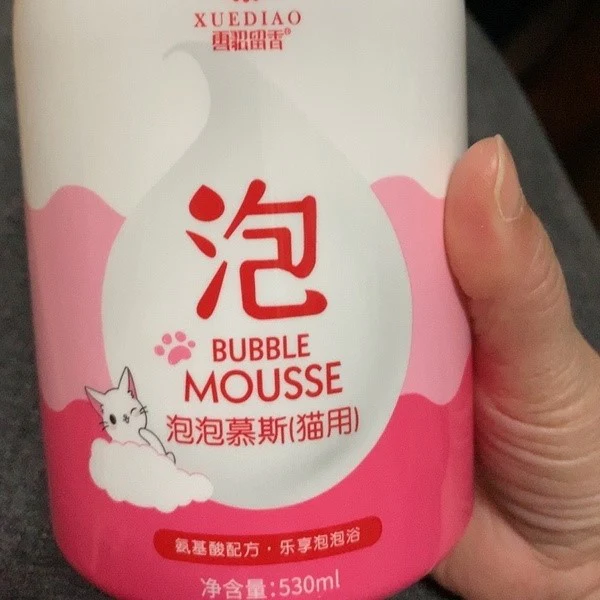 XUEDIAO
雪貂留香®
泡
BUBBLE
MOUSSE
泡泡慕斯(猫用)
氨基酸配方·乐享泡泡浴
净含量:530ml